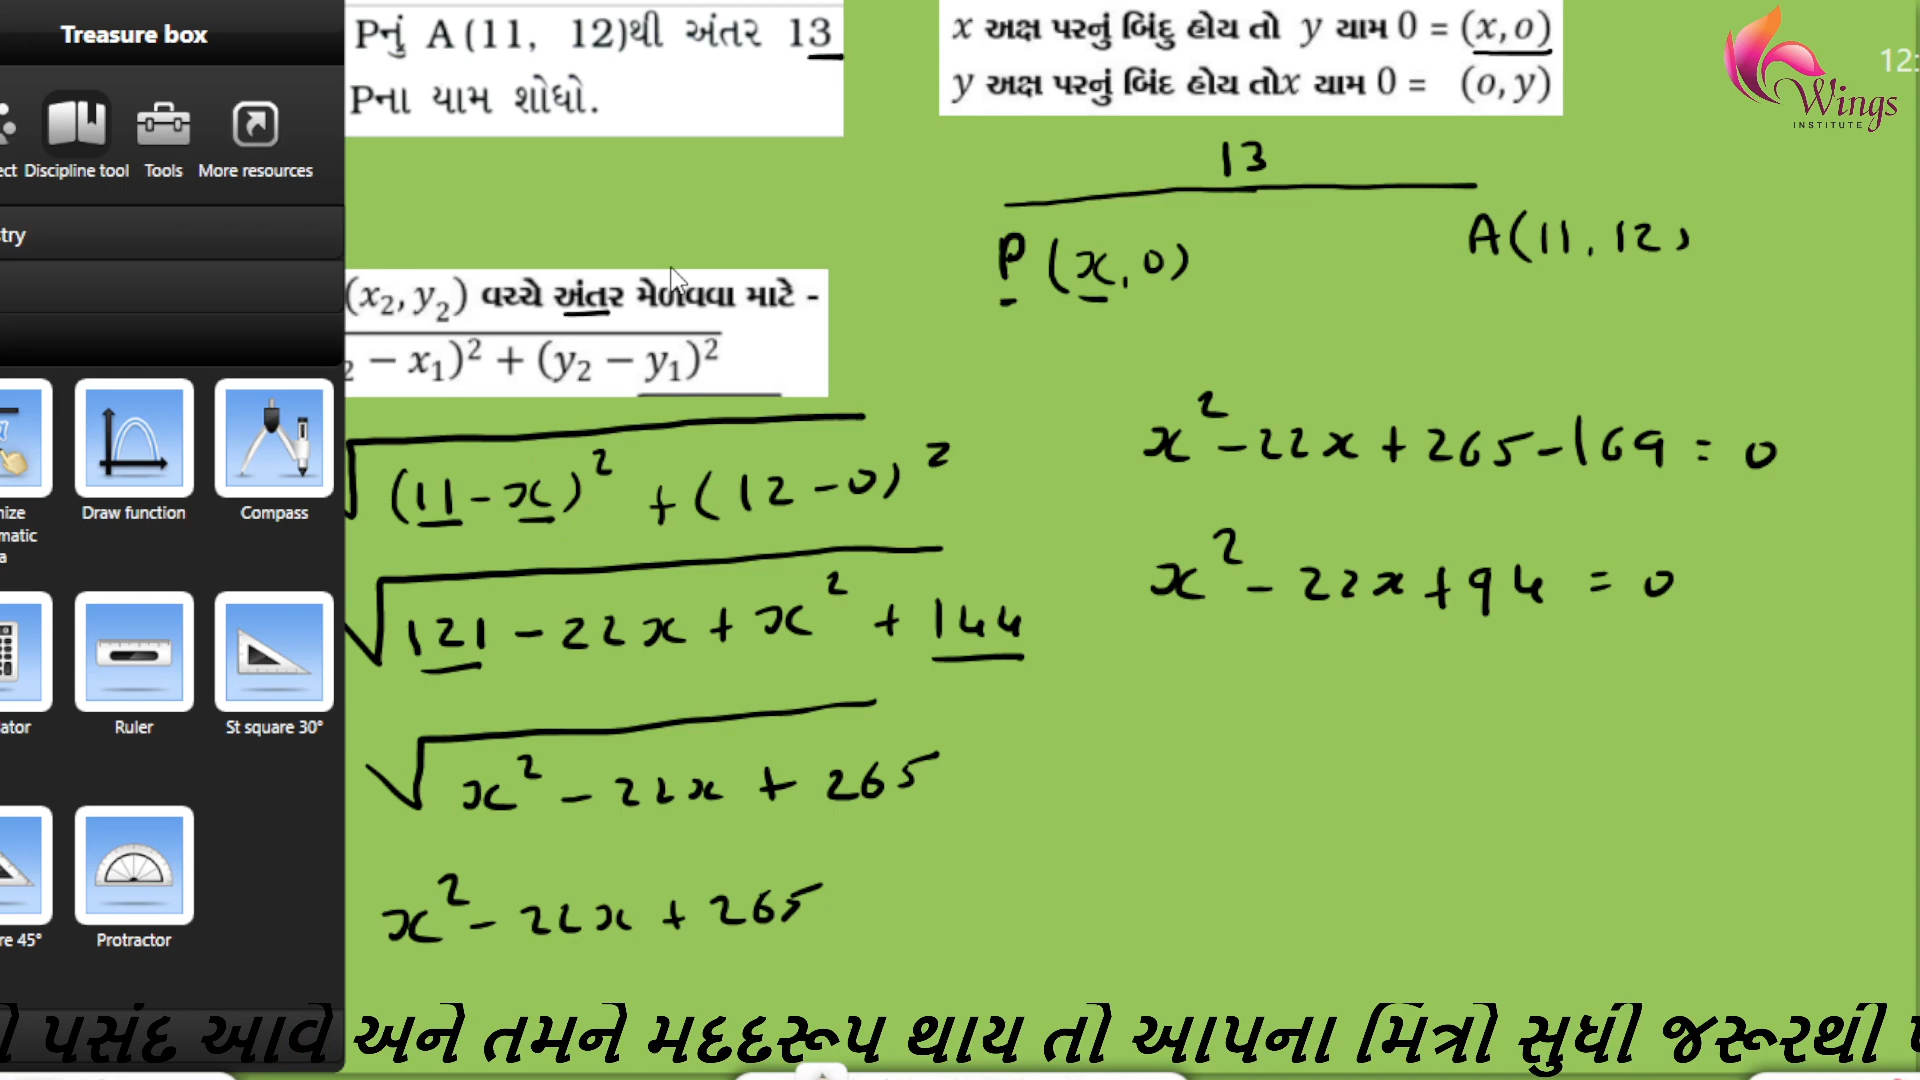 Treasure box
Discipline tool
Tools
More resources
Draw function
Compass
Ruler
St square 30°
Protractor
Pનું A(11, 12)થી અંતર 13
Pના યામ શોધો.
x અક્ષ પરનું બિંદુ હોય તો y યામ 0 = (x, o)
y અક્ષ પરનું બિંદ હોય તોx યામ 0 = (o, y)
Wings
INSTITUTE
12:
13
P (x, 0)
A(11, 12)
(x₂, y₂) વચ્ચે અંતર મેળવવા માટે -
− x₁)² + (y₂ − y₁)²
√(11 - x)² + (12 - 0)²
√121 - 22x + x² + 144
√x² - 22x + 265
x² - 22x + 265
x² - 22x + 265 - 169 = 0
x² - 22x + 94 = 0
પસંદ આવે અને તમને મદદરૂપ થાય તો આપના મિત્રો સુધી જરૂરથી